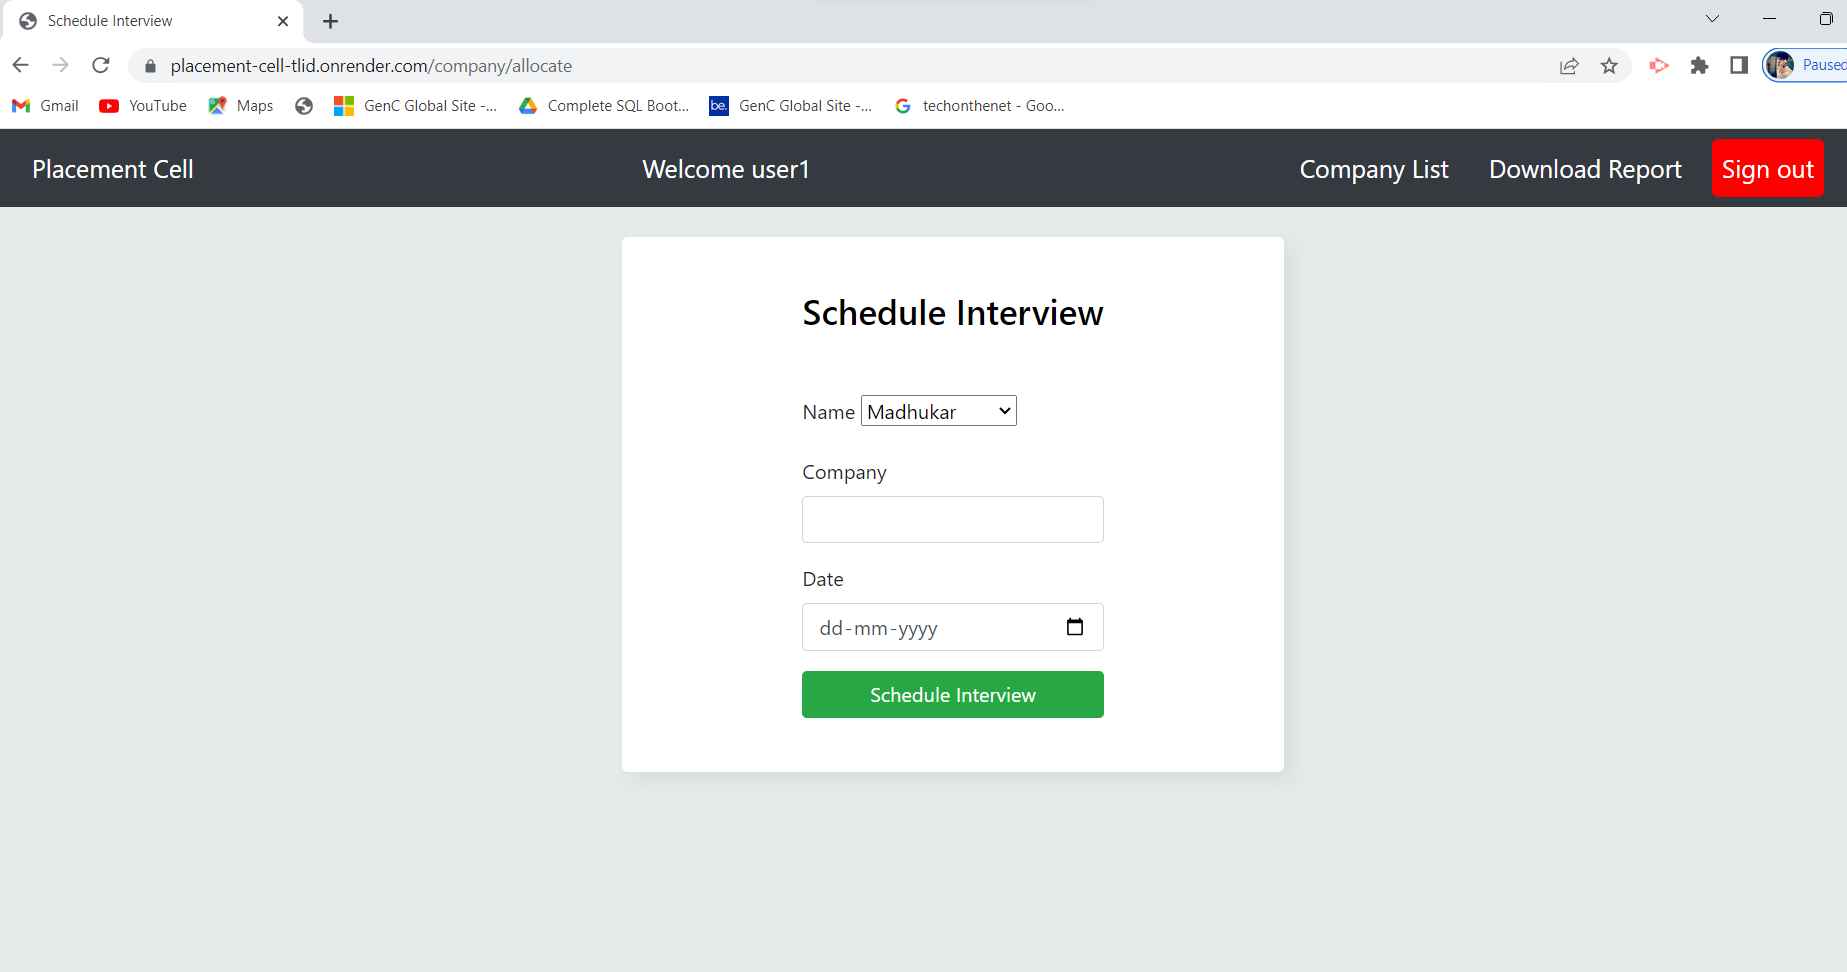 Schedule Interview
placement-cell-tlid.onrender.com/company/allocate
Paused
Gmail YouTube Maps GenC Global Site -... Complete SQL Boot... be. GenC Global Site -... techonthenet - Goo...
Placement Cell Welcome user1 Company List Download Report Sign out
Schedule Interview
Name Madhukar
Company
Date
dd-mm-yyyy
Schedule Interview